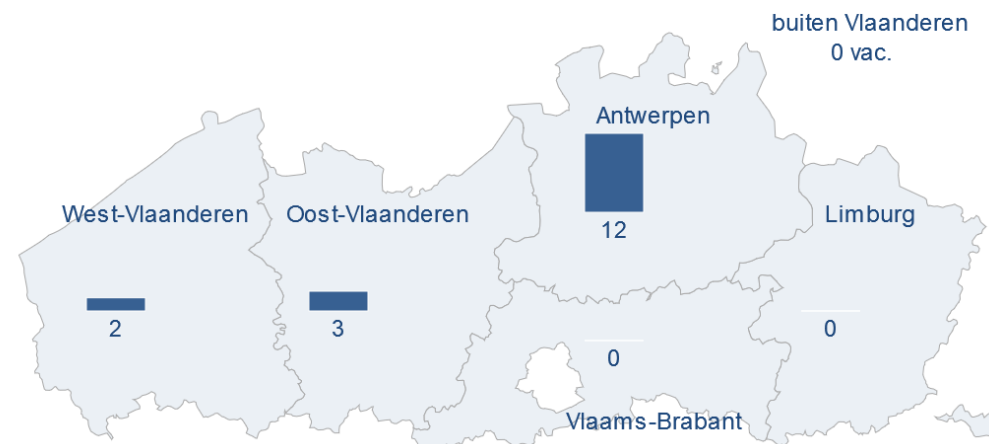 buiten Vlaanderen
0 vac.
Antwerpen
12
West-Vlaanderen
2
Oost-Vlaanderen
3
Limburg
0
0
Vlaams-Brabant